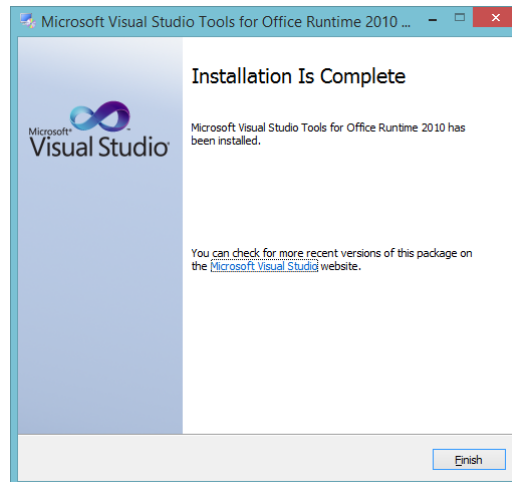 Microsoft Visual Studio Tools for Office Runtime 2010 ...
Installation Is Complete
Microsoft®
Visual Studio®
Microsoft Visual Studio Tools for Office Runtime 2010 has
been installed.
You can check for more recent versions of this package on
the Microsoft Visual Studio website.
Finish